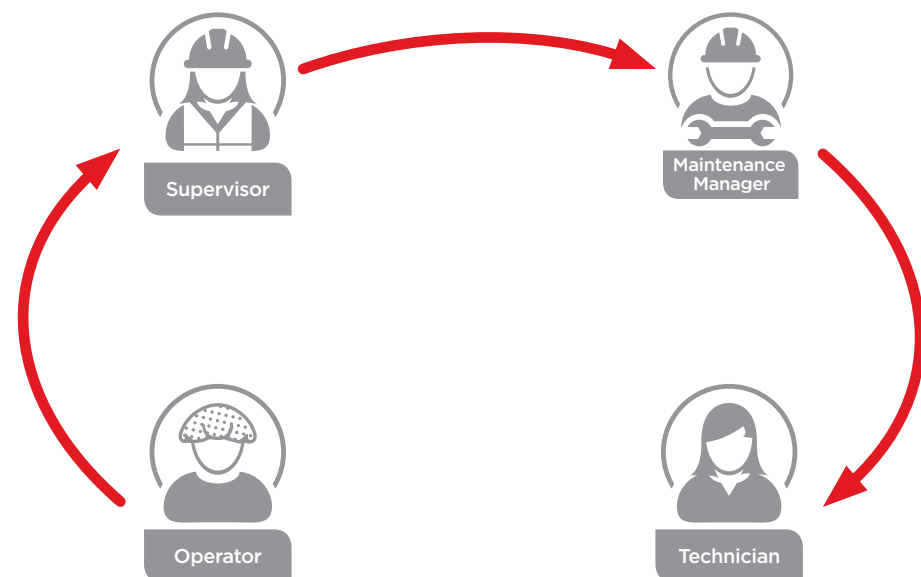 Supervisor
Maintenance
Manager
Operator
Technician